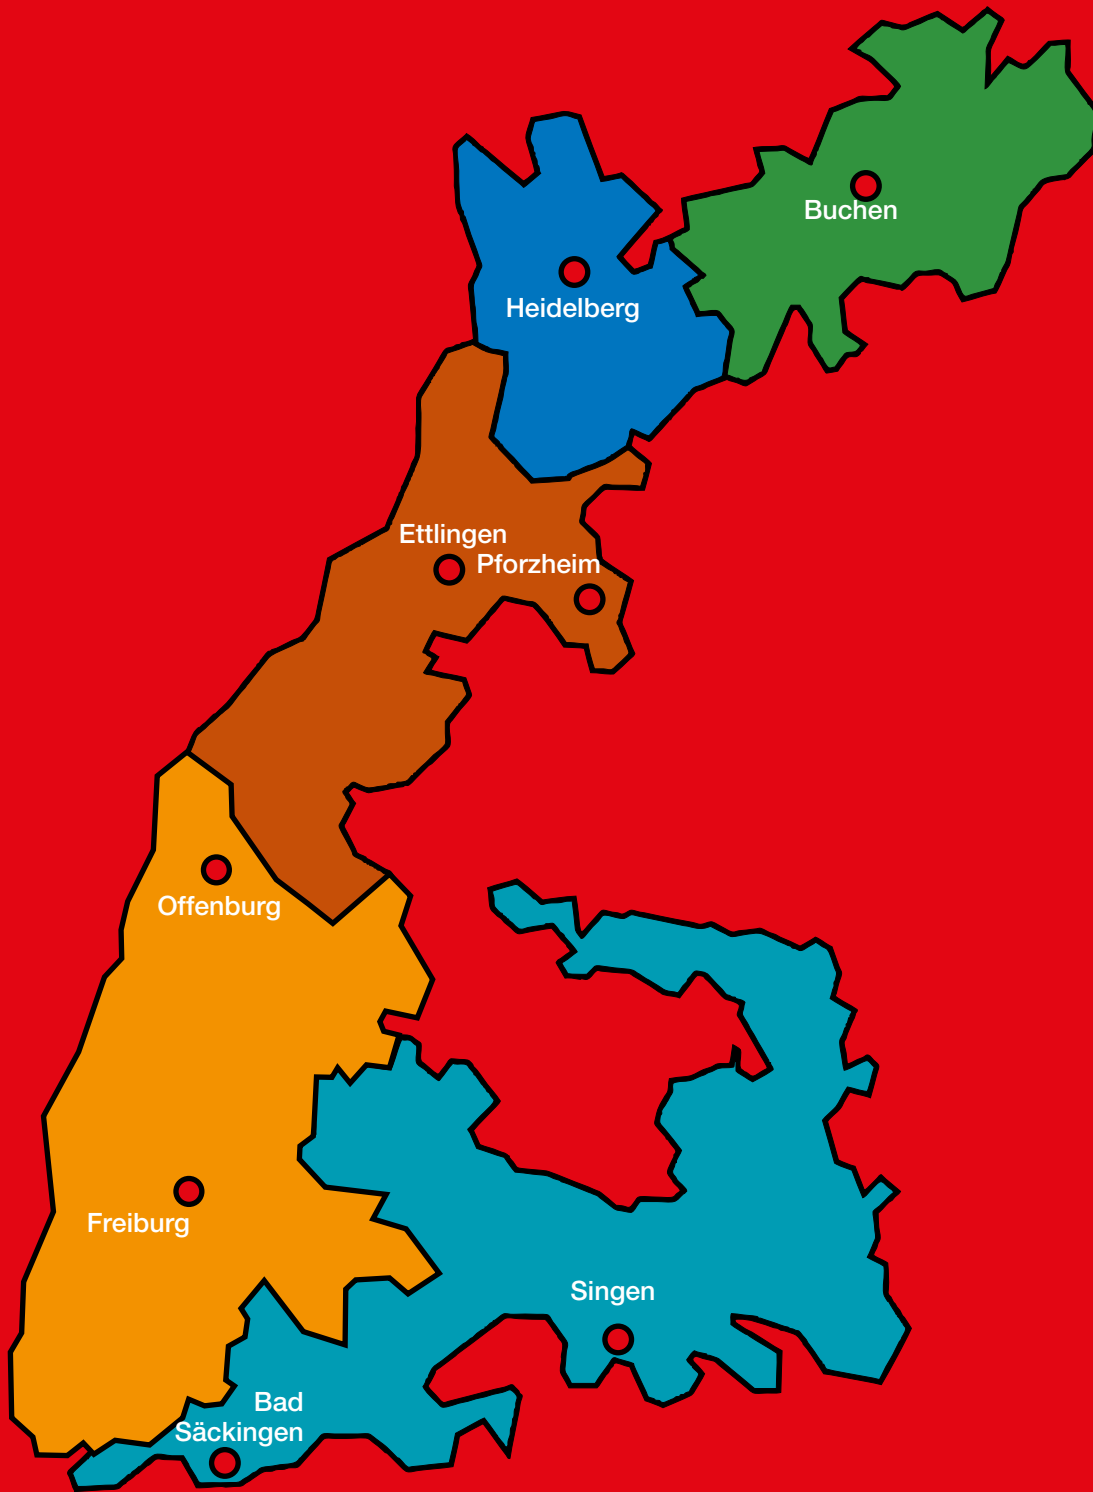 Buchen
Heidelberg
Ettlingen
Pforzheim
Offenburg
Freiburg
Singen
Bad
Säckingen